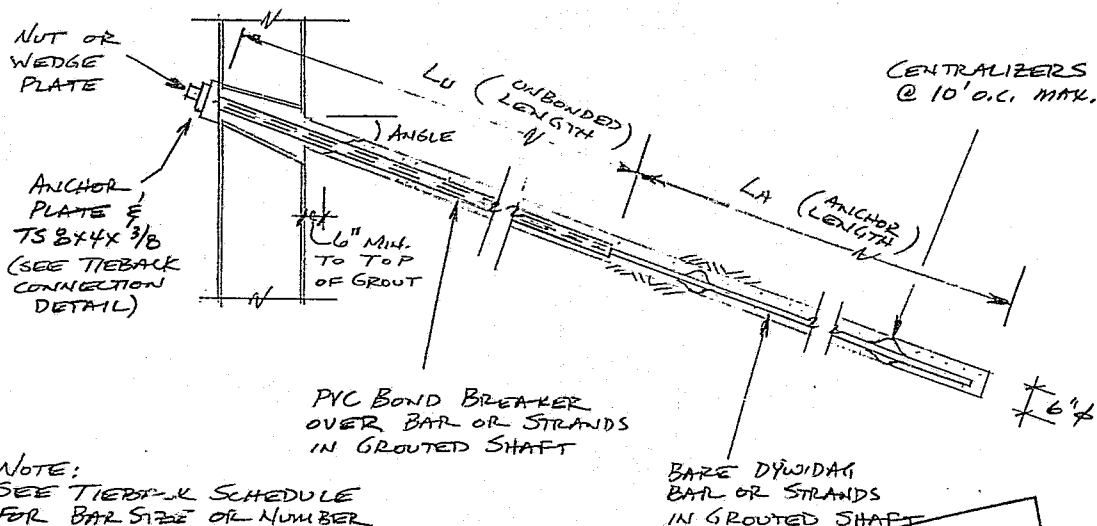 NUT OR
WEDGE
PLATE
LU (UNBONDED
LENGTH)
CENTRALIZERS
@ 10' O.C. MAX.
ANGLE
LA (ANCHOR
LENGTH)
ANCHOR
PLATE &
TS 8X4X 3/8
(SEE TIEBACK
CONNECTION
DETAIL)
6" MIN.
TO TOP
OF GROUT
6"φ
PVC BOND BREAKER
OVER BAR OR STRANDS
IN GROUTED SHAFT
BARE DYWIDAG
BAR OR STRANDS
IN GROUTED SHAFT
NOTE:
SEE TIEBACK SCHEDULE
FOR BAR SIZE OR NUMBER